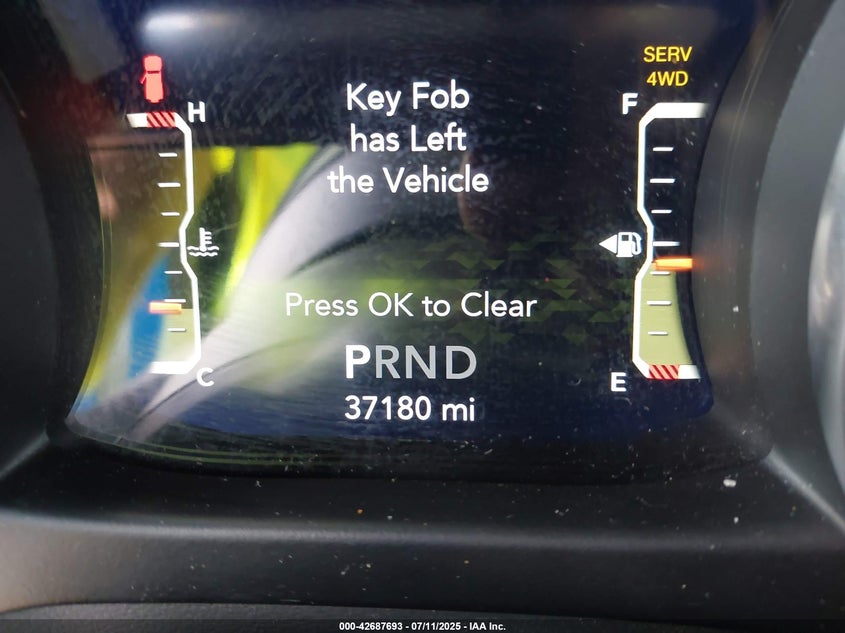 SERV
4WD
H
F
Key Fob
has Left
the Vehicle
Press OK to Clear
PRND
C
E
37180 mi
000-42687693 - 07/11/2025 - IAA Inc.